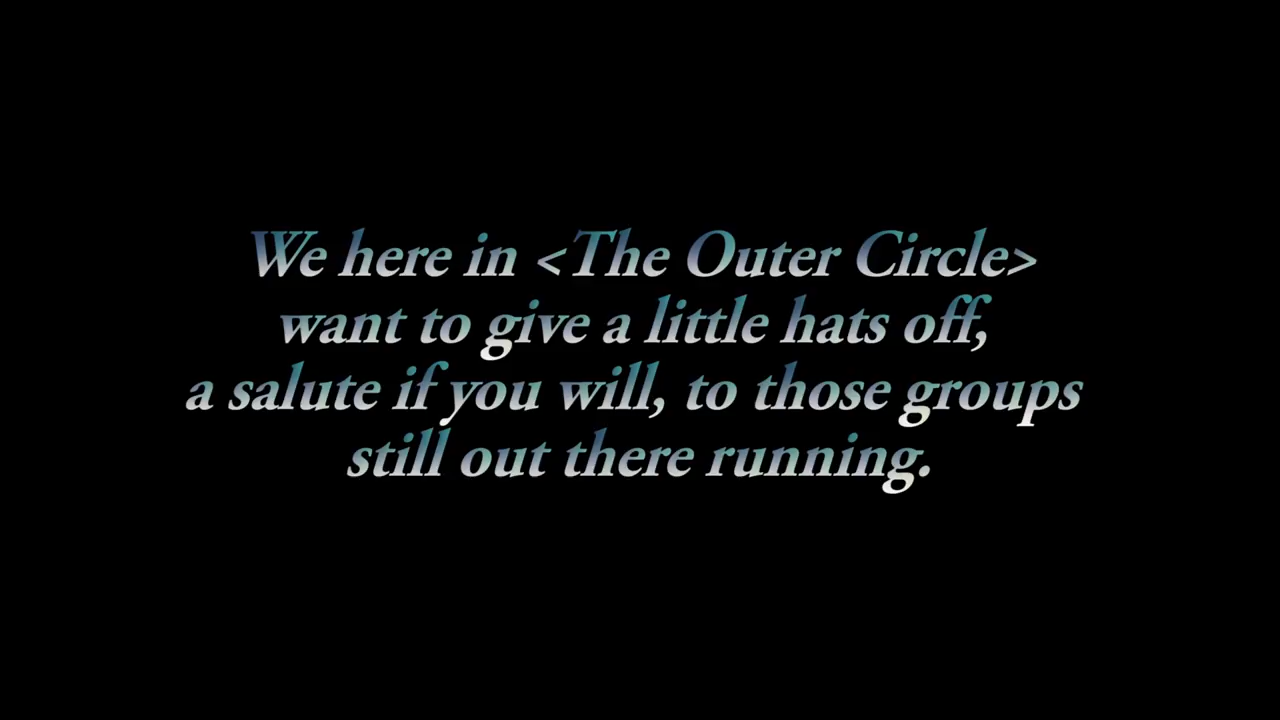 We here in <The Outer Circle>
want to give a little hats off,
a salute if you will, to those groups
still out there running.